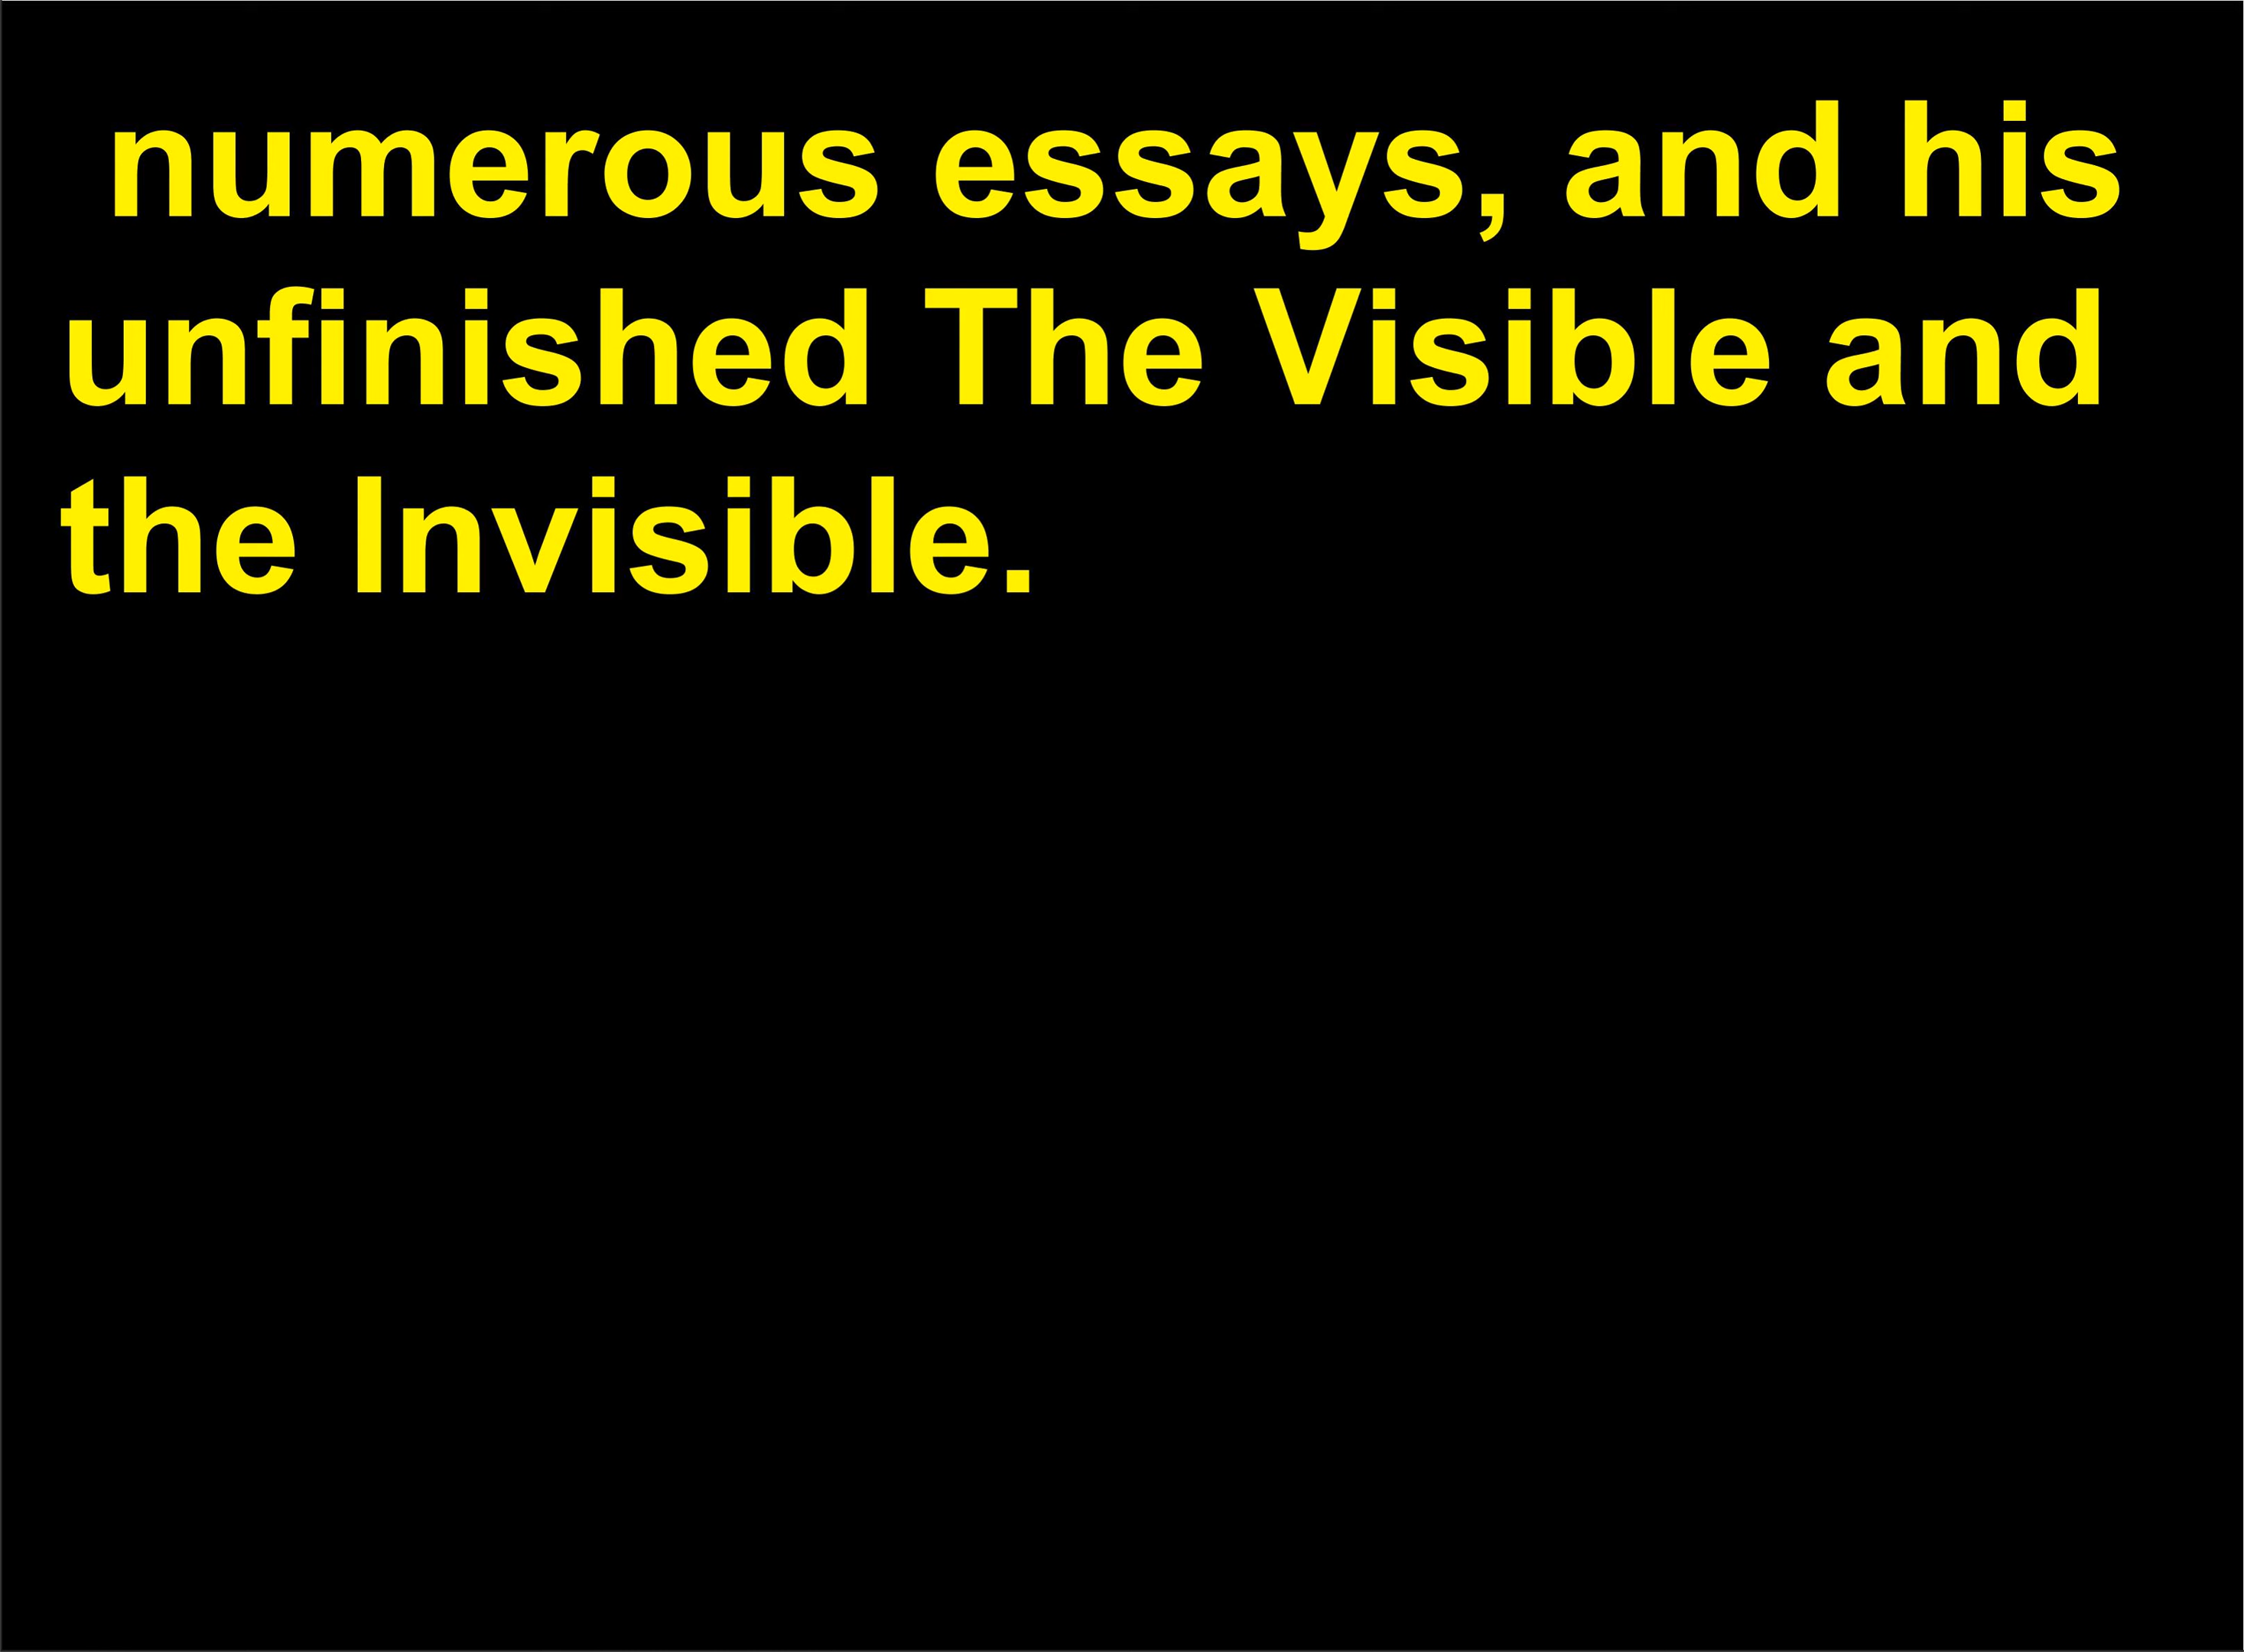 numerous essays, and his
unfinished The Visible and
the Invisible.